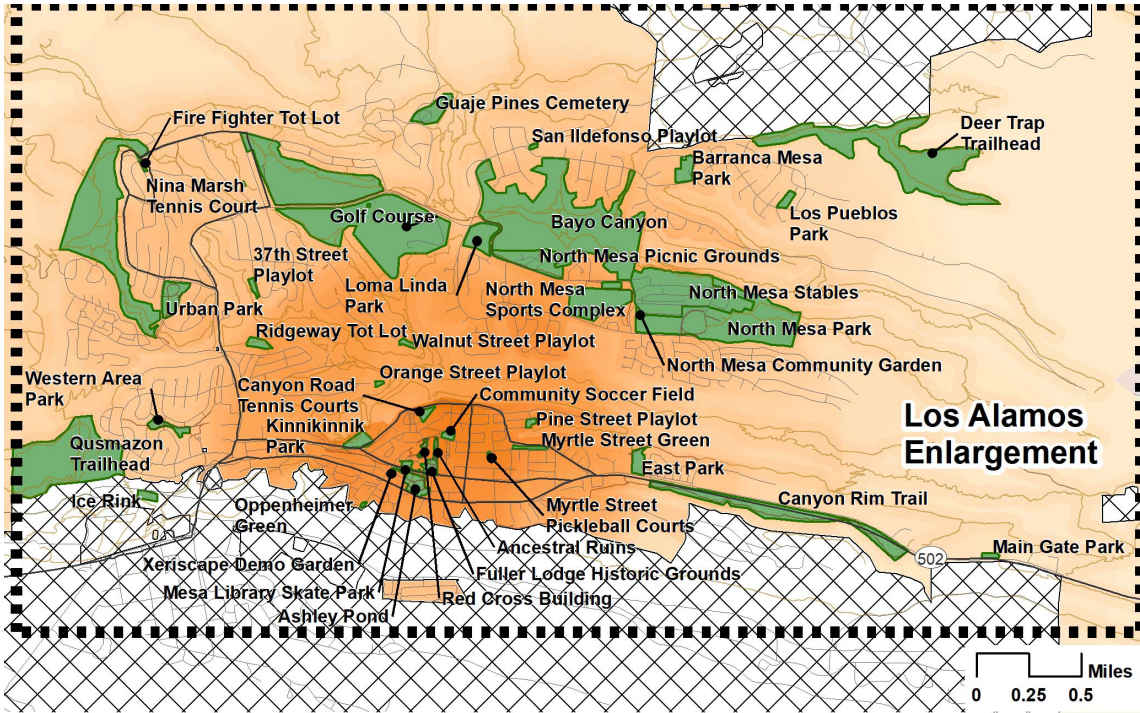 Guaje Pines Cemetery
Fire Fighter Tot Lot
San Ildefonso Playlot
Deer Trap
Trailhead
Barranca Mesa
Park
Nina Marsh
Tennis Court
Golf Course
Bayo Canyon
Los Pueblos
Park
37th Street
Playlot
North Mesa Picnic Grounds
Loma Linda
Park
North Mesa
Sports Complex
North Mesa Stables
Urban Park
Ridgeway Tot Lot
Walnut Street Playlot
North Mesa Park
North Mesa Community Garden
Western Area
Park
Orange Street Playlot
Canyon Road
Tennis Courts
Community Soccer Field
Kinnikinnik
Park
Pine Street Playlot
Myrtle Street Green
Los Alamos
Enlargement
Qusmazon
Trailhead
East Park
Ice Rink
Oppenheimer
Green
Myrtle Street
Pickleball Courts
Canyon Rim Trail
Ancestral Ruins
Main Gate Park
502
Xeriscape Demo Garden
Fuller Lodge Historic Grounds
Mesa Library Skate Park
Red Cross Building
Ashley Pond
Miles
0 0.25 0.5